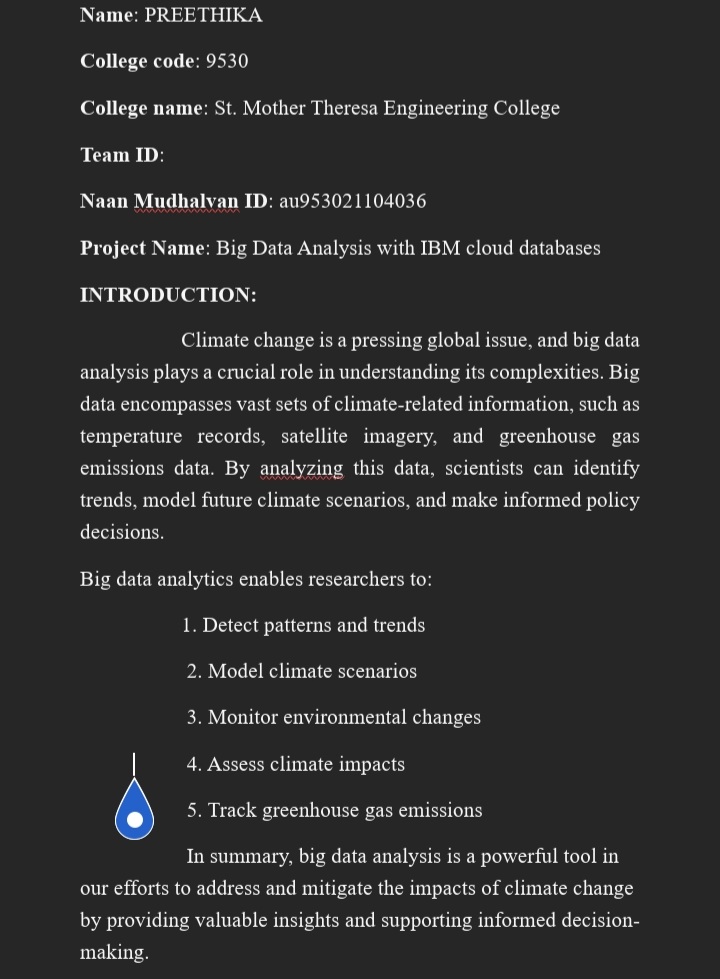 Name: PREETHIKA
College code: 9530
College name: St. Mother Theresa Engineering College
Team ID:
Naan Mudhalvan ID: au953021104036
Project Name: Big Data Analysis with IBM cloud databases
INTRODUCTION:
Climate change is a pressing global issue, and big data
analysis plays a crucial role in understanding its complexities. Big
data encompasses vast sets of climate-related information, such as
temperature records, satellite imagery, and greenhouse gas
emissions data. By analyzing this data, scientists can identify
trends, model future climate scenarios, and make informed policy
decisions.
Big data analytics enables researchers to:
1. Detect patterns and trends
2. Model climate scenarios
3. Monitor environmental changes
4. Assess climate impacts
5. Track greenhouse gas emissions
In summary, big data analysis is a powerful tool in
our efforts to address and mitigate the impacts of climate change
by providing valuable insights and supporting informed decision-
making.